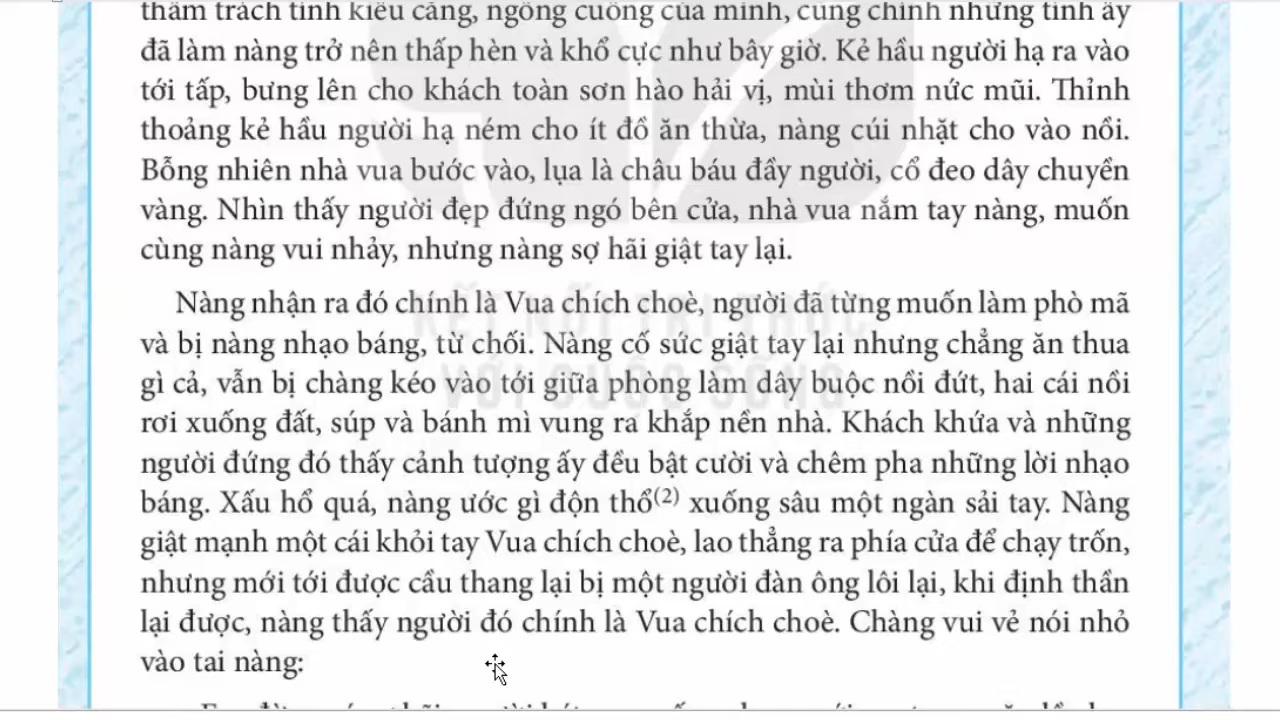 thầm trách tính kiêu căng, ngông cuồng của mình, cũng chính những tính ấy
đã làm nàng trở nên thấp hèn và khổ cực như bây giờ. Kẻ hầu người hạ ra vào
tới tấp, bưng lên cho khách toàn sơn hào hải vị, mùi thơm nức mũi. Thỉnh
thoảng kẻ hầu người hạ ném cho ít đồ ăn thừa, nàng cúi nhặt cho vào nồi.
Bỗng nhiên nhà vua bước vào, lụa là châu báu đầy người, cổ đeo dây chuyền
vàng. Nhìn thấy người đẹp đứng ngó bên cửa, nhà vua nắm tay nàng, muốn
cùng nàng vui nhảy, nhưng nàng sợ hãi giật tay lại.
Nàng nhận ra đó chính là Vua chích choè, người đã từng muốn làm phò mã
và bị nàng nhạo báng, từ chối. Nàng cố sức giật tay lại nhưng chẳng ăn thua
gì cả, vẫn bị chàng kéo vào tới giữa phòng làm dây buộc nồi đứt, hai cái nồi
rơi xuống đất, súp và bánh mì vung ra khắp nền nhà. Khách khứa và những
người đứng đó thấy cảnh tượng ấy đều bật cười và chêm pha những lời nhạo
báng. Xấu hổ quá, nàng ước gì độn thổ(2) xuống sâu một ngàn sải tay. Nàng
giật mạnh một cái khỏi tay Vua chích choè, lao thẳng ra phía cửa để chạy trốn,
nhưng mới tới được cầu thang lại bị một người đàn ông lôi lại, khi định thần
lại được, nàng thấy người đó chính là Vua chích choè. Chàng vui vẻ nói nhỏ
vào tai nàng:
KẾT NỐI TRI THỨC
VỚI CUỘC SỐNG